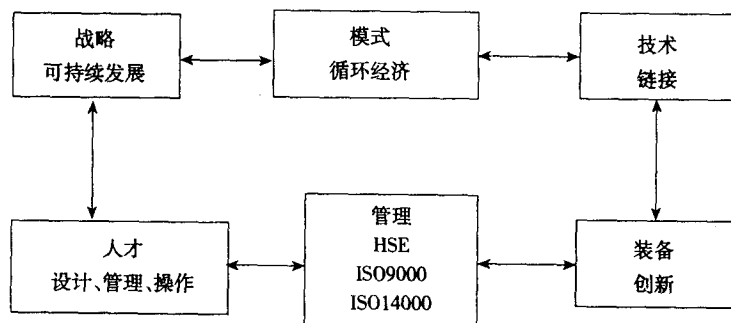 战略
可持续发展
模式
循环经济
技术
链接
人才
设计、管理、操作
管理
HSE
ISO9000
ISO14000
装备
创新